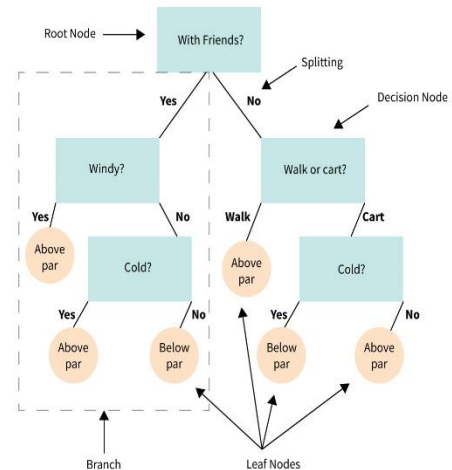 Root Node
With Friends?
Splitting
Yes
No
Decision Node
Windy?
Walk or cart?
Yes
No
Walk
Cart
Above
par
Cold?
Above
par
Cold?
Yes
No
Yes
No
Above
par
Below
par
Below
par
Above
par
Branch
Leaf Nodes